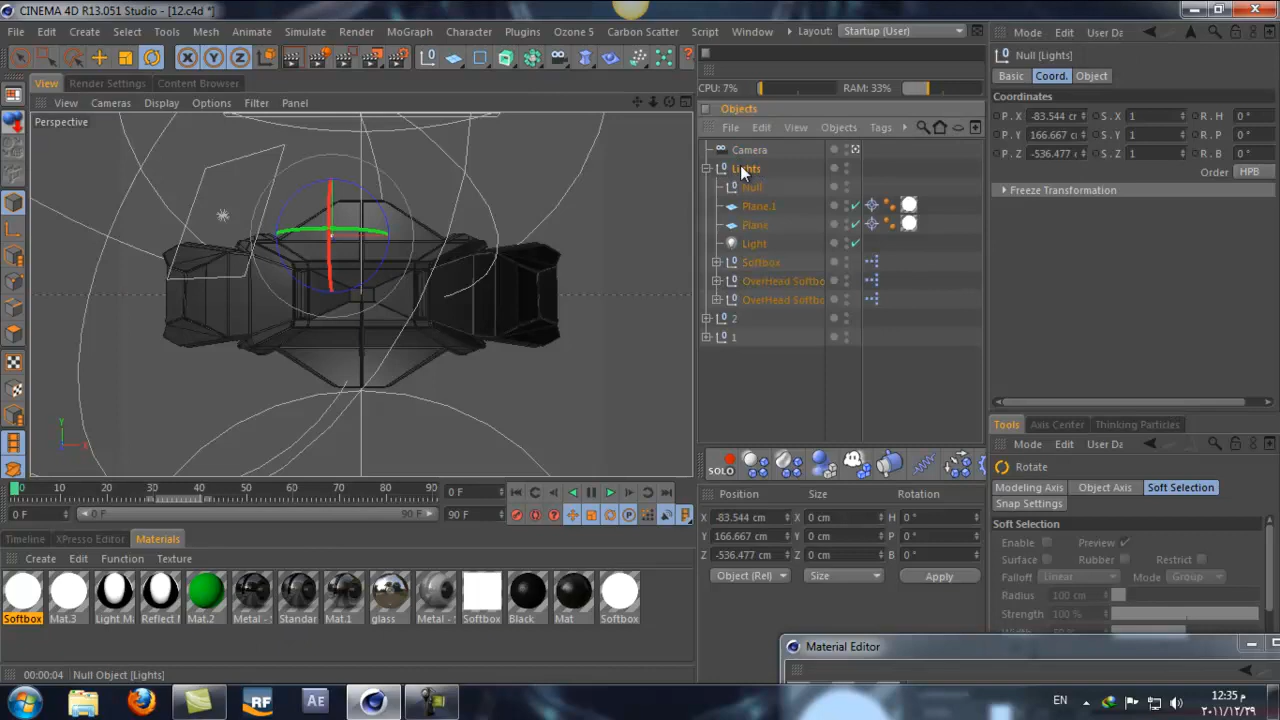 CINEMA 4D R13.051 Studio - [12.c4d *]
File Edit Create Select Tools Mesh Animate Simulate Render MoGraph Character Plugins Ozone 5 Carbon Scatter Script Window Layout: Startup (User)
X Y Z
View Render Settings Content Browser
View Cameras Display Options Filter Panel
Perspective
Y
X
CPU: 7% RAM: 33%
Objects
File Edit View Objects Tags
Camera
Lights
Null
Plane.1
Plane
Light
Softbox
OverHead Softbo
OverHead Softbo
2
1
SOLO
Mode Edit User Da
Null [Lights]
Basic Coord. Object
Coordinates
P . X -83.544 cm S . X 1 R . H 0 °
P . Y 166.667 cm S . Y 1 R . P 0 °
P . Z -536.477 c S . Z 1 R . B 0 °
Order HPB
Freeze Transformation
Tools Axis Center Thinking Particles
Mode Edit User Da
Rotate
Modeling Axis Object Axis Soft Selection
Snap Settings
Soft Selection
Enable Preview
Surface Rubber Restrict
Falloff Linear Mode Group
Radius 100 cm
Strength 100 %
0 10 20 30 40 50 60 70 80 90 0 F
0 F 0 F 90 F 90 F
Timeline XPresso Editor Materials
Create Edit Function Texture
Softbox Mat.3 Light Ma Reflect M Mat.2 Metal - S Standar Mat.1 glass Metal - S Softbox Black Mat Softbox
Position Size Rotation
X -83.544 cm X 0 cm H 0 °
Y 166.667 cm Y 0 cm P 0 °
Z -536.477 cm Z 0 cm B 0 °
Object (Rel) Size Apply
00:00:04 Null Object [Lights]
Material Editor
RF Ae
EN
12:35 م
٢٠١١/١٢/٢٩